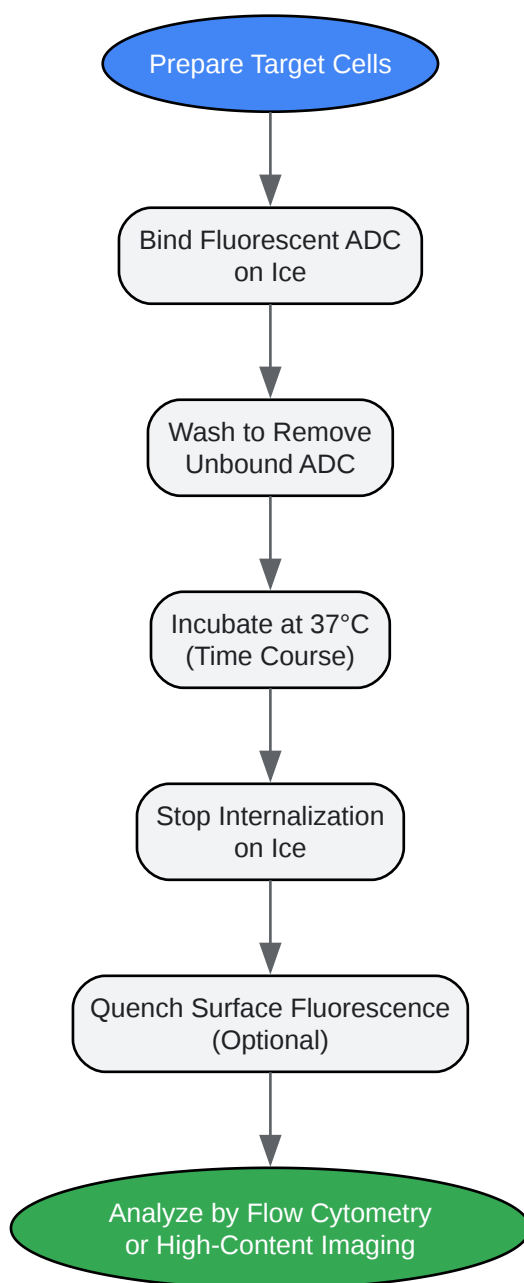 Prepare Target Cells
Bind Fluorescent ADC
on Ice
Wash to Remove
Unbound ADC
Incubate at 37°C
(Time Course)
Stop Internalization
on Ice
Quench Surface Fluorescence
(Optional)
Analyze by Flow Cytometry
or High-Content Imaging